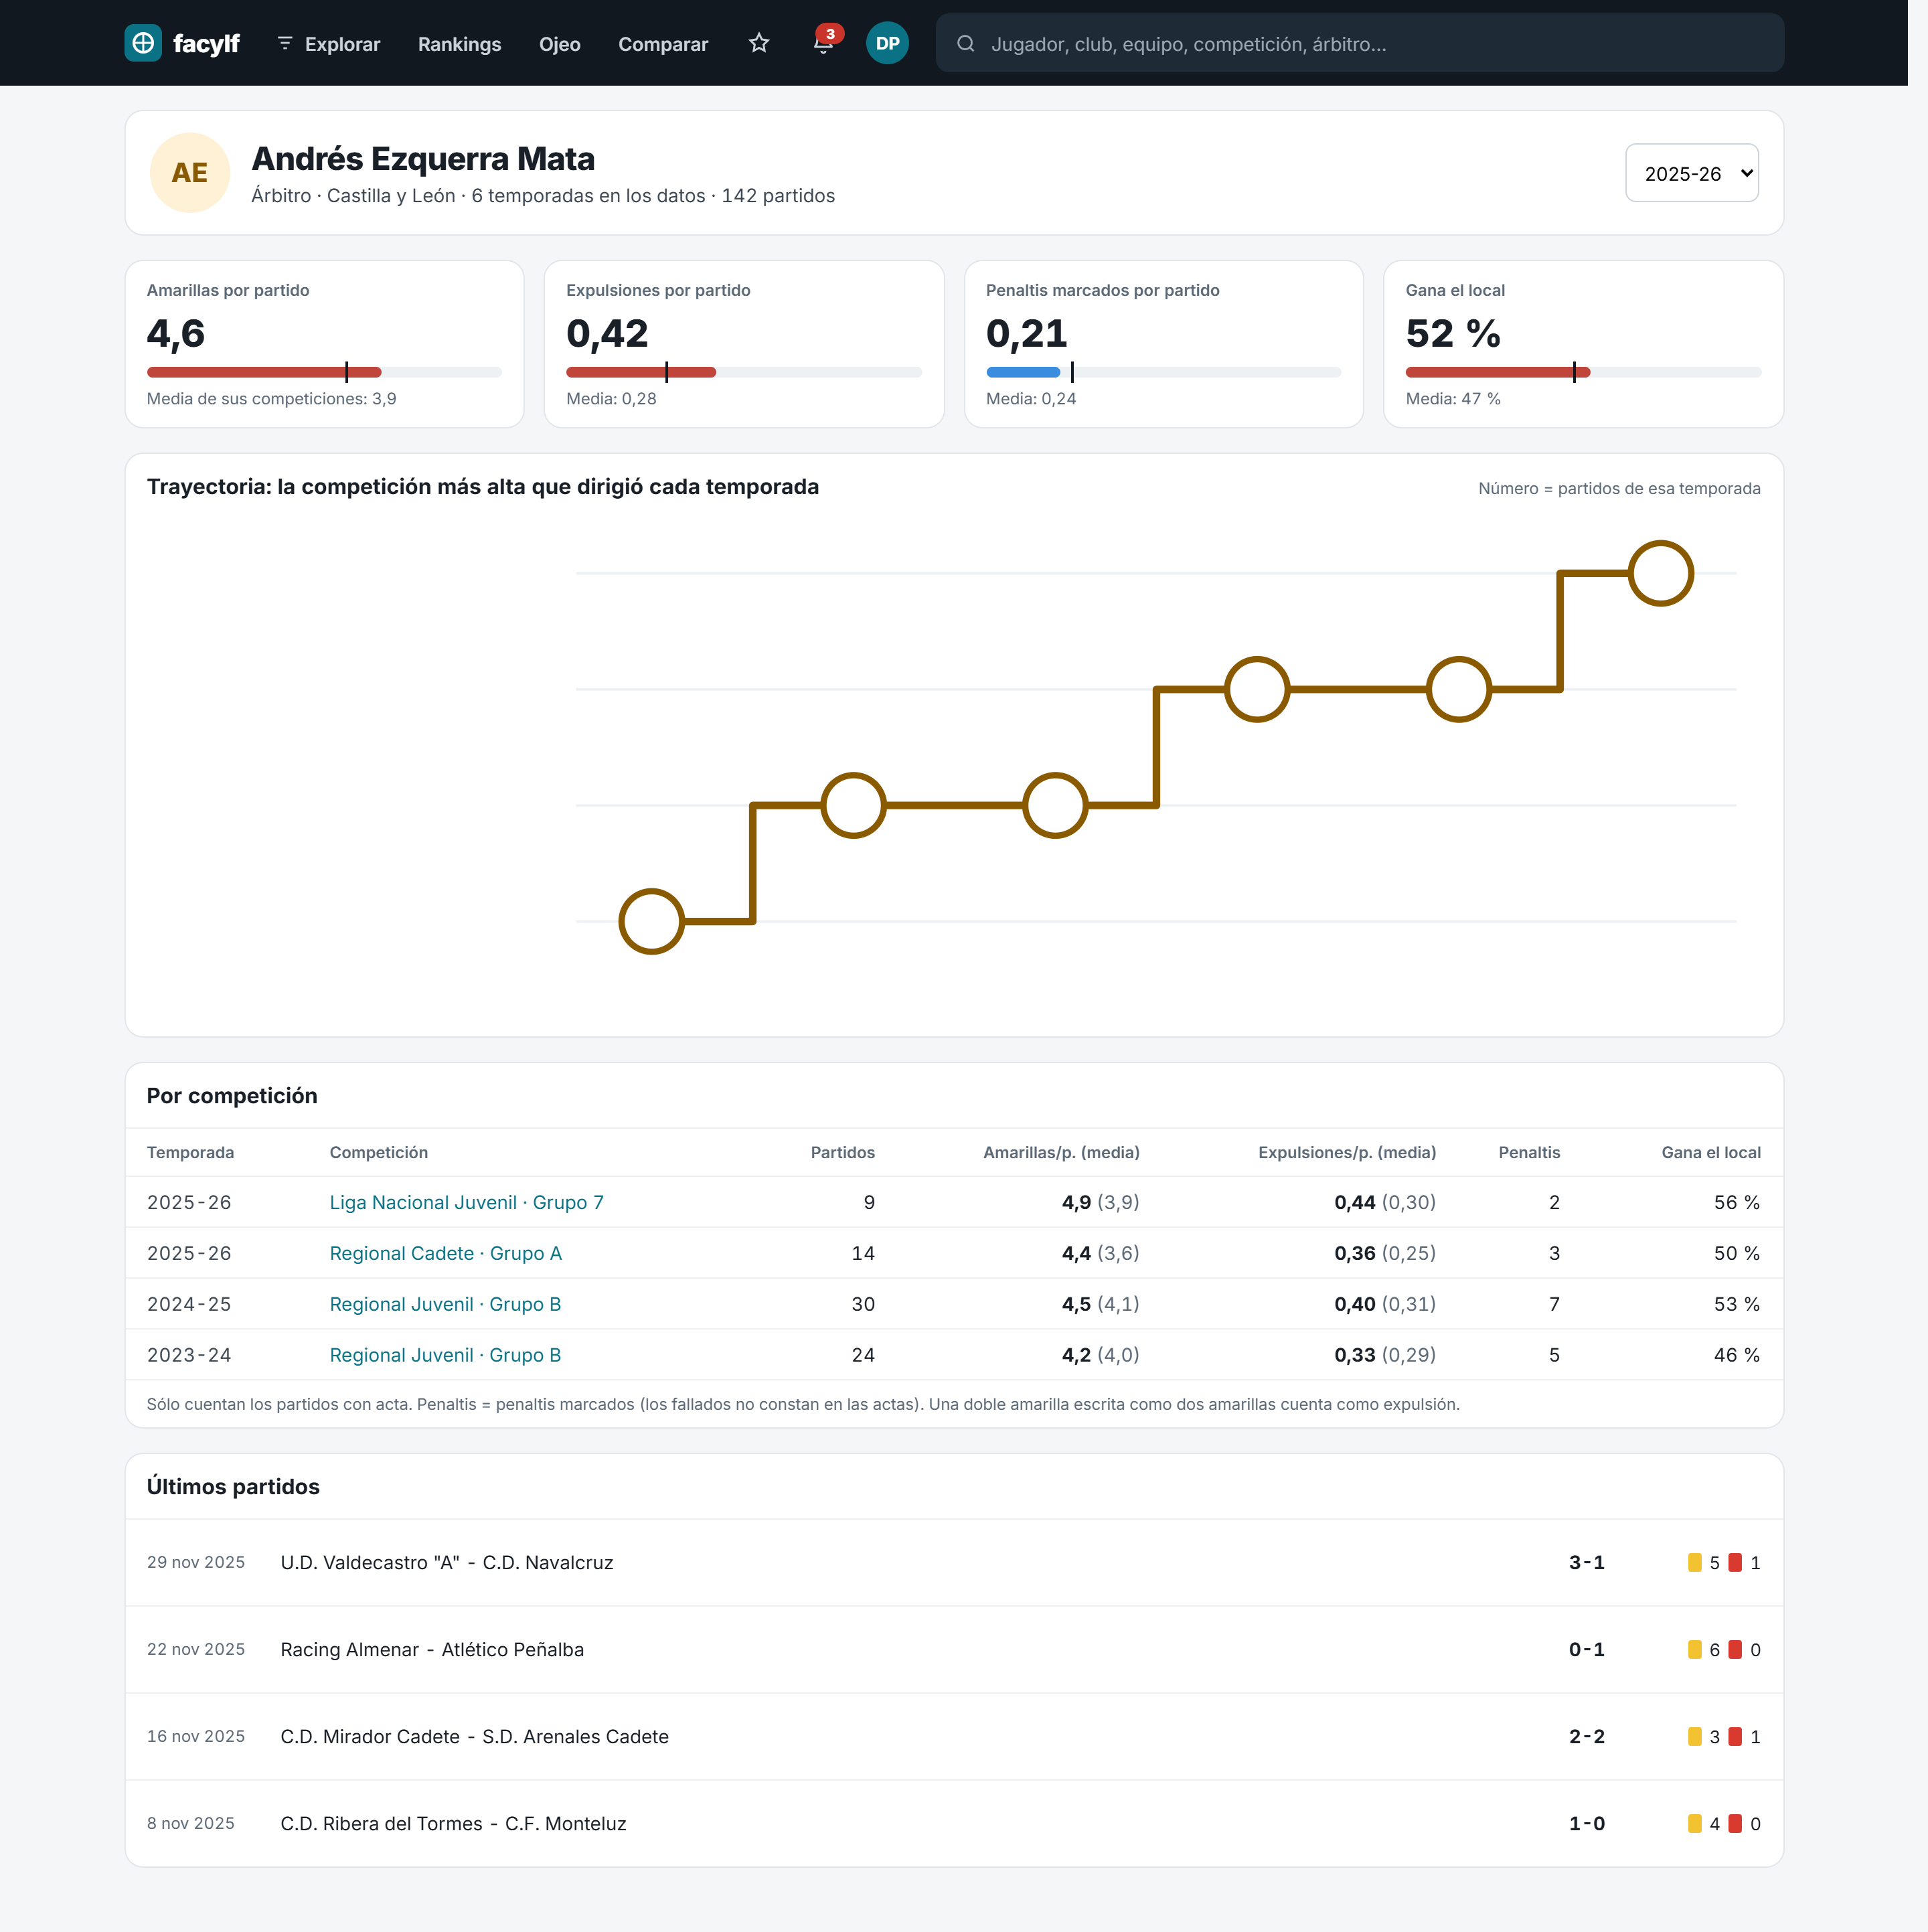 facylf Explorar Rankings Ojeo Comparar 3 DP Jugador, club, equipo, competición, árbitro...
AE
Andrés Ezquerra Mata
Árbitro · Castilla y León · 6 temporadas en los datos · 142 partidos
2025-26
Amarillas por partido
4,6
Media de sus competiciones: 3,9
Expulsiones por partido
0,42
Media: 0,28
Penaltis marcados por partido
0,21
Media: 0,24
Gana el local
52 %
Media: 47 %
Trayectoria: la competición más alta que dirigió cada temporada
Número = partidos de esa temporada
Por competición
Temporada Competición Partidos Amarillas/p. (media) Expulsiones/p. (media) Penaltis Gana el local
2025-26 Liga Nacional Juvenil · Grupo 7 9 4,9 (3,9) 0,44 (0,30) 2 56 %
2025-26 Regional Cadete · Grupo A 14 4,4 (3,6) 0,36 (0,25) 3 50 %
2024-25 Regional Juvenil · Grupo B 30 4,5 (4,1) 0,40 (0,31) 7 53 %
2023-24 Regional Juvenil · Grupo B 24 4,2 (4,0) 0,33 (0,29) 5 46 %
Sólo cuentan los partidos con acta. Penaltis = penaltis marcados (los fallados no constan en las actas). Una doble amarilla escrita como dos amarillas cuenta como expulsión.
Últimos partidos
29 nov 2025 U.D. Valdecastro "A" - C.D. Navalcruz 3-1 5 1
22 nov 2025 Racing Almenar - Atlético Peñalba 0-1 6 0
16 nov 2025 C.D. Mirador Cadete - S.D. Arenales Cadete 2-2 3 1
8 nov 2025 C.D. Ribera del Tormes - C.F. Monteluz 1-0 4 0